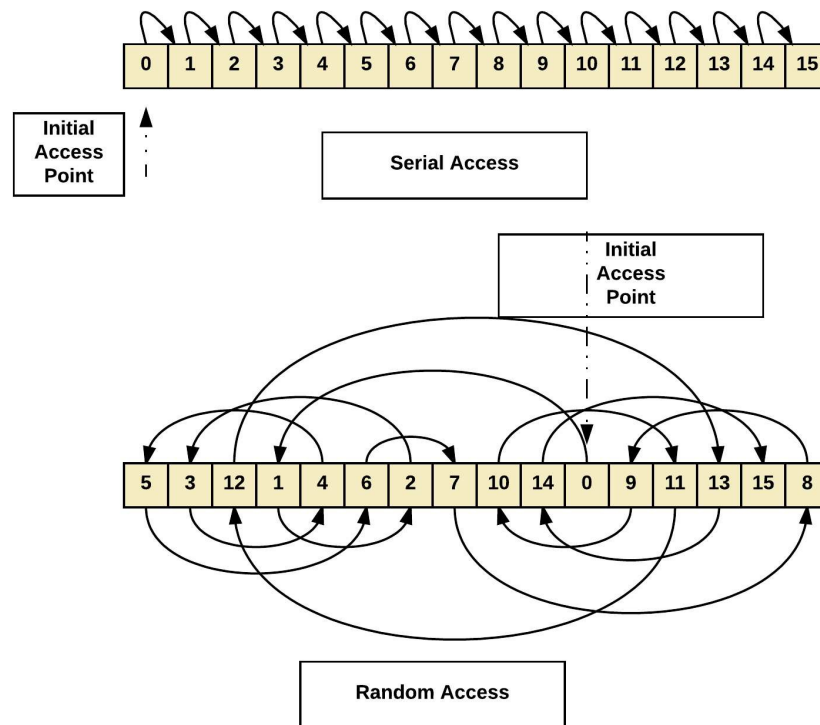 0 1 2 3 4 5 6 7 8 9 10 11 12 13 14 15
Initial
Access
Point
Serial Access
Initial
Access
Point
5 3 12 1 4 6 2 7 10 14 0 9 11 13 15 8
Random Access